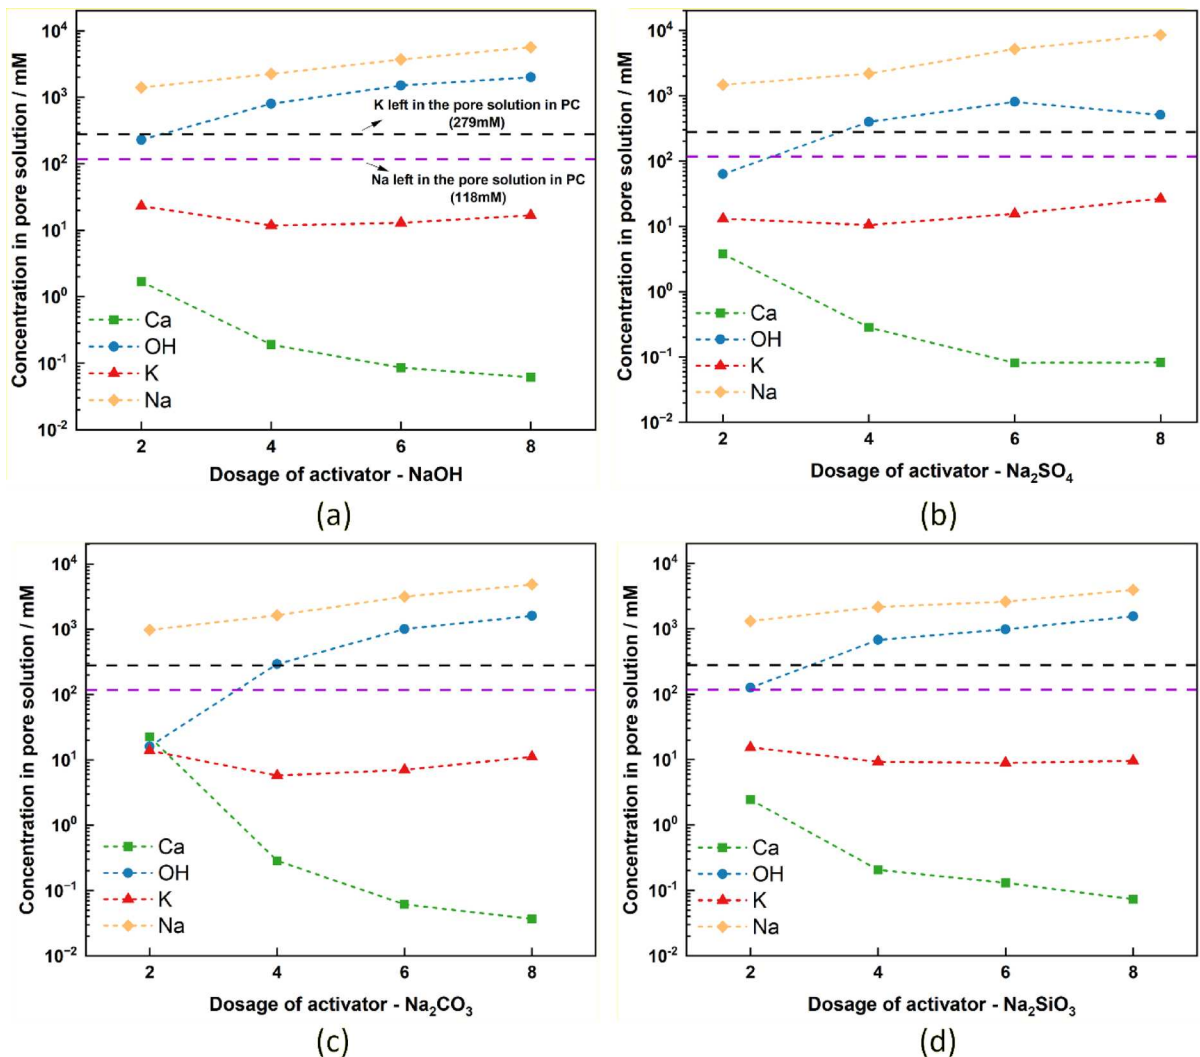 Concentration in pore solution / mM
10⁴
10³
10²
10¹
10⁰
10⁻¹
10⁻²
K left in the pore solution in PC
(279mM)
Na left in the pore solution in PC
(118mM)
Ca
OH
K
Na
2 4 6 8
Dosage of activator - NaOH
(a)
Concentration in pore solution / mM
10⁴
10³
10²
10¹
10⁰
10⁻¹
10⁻²
Ca
OH
K
Na
2 4 6 8
Dosage of activator - Na₂SO₄
(b)
Concentration in pore solution / mM
10⁴
10³
10²
10¹
10⁰
10⁻¹
10⁻²
Ca
OH
K
Na
2 4 6 8
Dosage of activator - Na₂CO₃
(c)
Concentration in pore solution / mM
10⁴
10³
10²
10¹
10⁰
10⁻¹
10⁻²
Ca
OH
K
Na
2 4 6 8
Dosage of activator - Na₂SiO₃
(d)